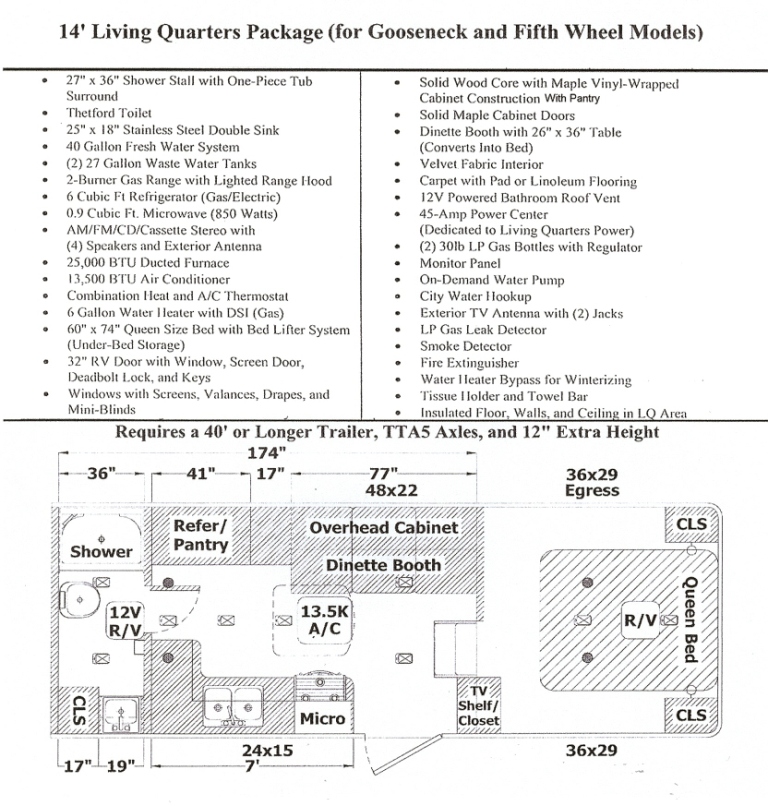 14' Living Quarters Package (for Gooseneck and Fifth Wheel Models)
27" x 36" Shower Stall with One-Piece Tub
Surround
Thetford Toilet
25" x 18" Stainless Steel Double Sink
40 Gallon Fresh Water System
(2) 27 Gallon Waste Water Tanks
2-Burner Gas Range with Lighted Range Hood
6 Cubic Ft Refrigerator (Gas/Electric)
0.9 Cubic Ft. Microwave (850 Watts)
AM/FM/CD/Cassette Stereo with
(4) Speakers and Exterior Antenna
25,000 BTU Ducted Furnace
13,500 BTU Air Conditioner
Combination Heat and A/C Thermostat
6 Gallon Water Heater with DSI (Gas)
60" x 74" Queen Size Bed with Bed Lifter System
(Under-Bed Storage)
32" RV Door with Window, Screen Door,
Deadbolt Lock, and Keys
Windows with Screens, Valances, Drapes, and
Mini-Blinds
Solid Wood Core with Maple Vinyl-Wrapped
Cabinet Construction With Pantry
Solid Maple Cabinet Doors
Dinette Booth with 26" x 36" Table
(Converts Into Bed)
Velvet Fabric Interior
Carpet with Pad or Linoleum Flooring
12V Powered Bathroom Roof Vent
45-Amp Power Center
(Dedicated to Living Quarters Power)
(2) 30lb LP Gas Bottles with Regulator
Monitor Panel
On-Demand Water Pump
City Water Hookup
Exterior TV Antenna with (2) Jacks
LP Gas Leak Detector
Smoke Detector
Fire Extinguisher
Water Heater Bypass for Winterizing
Tissue Holder and Towel Bar
Insulated Floor, Walls, and Ceiling in LQ Area
Requires a 40' or Longer Trailer, TTA5 Axles, and 12" Extra Height
174"
36"
41"
17"
77"
48x22
36x29
Egress
Shower
Refer/
Pantry
Overhead Cabinet
Dinette Booth
CLS
12V
R/V
13.5K
A/C
R/V
Queen Bed
CLS
Micro
TV
Shelf/
Closet
CLS
17"
19"
24x15
7'
36x29